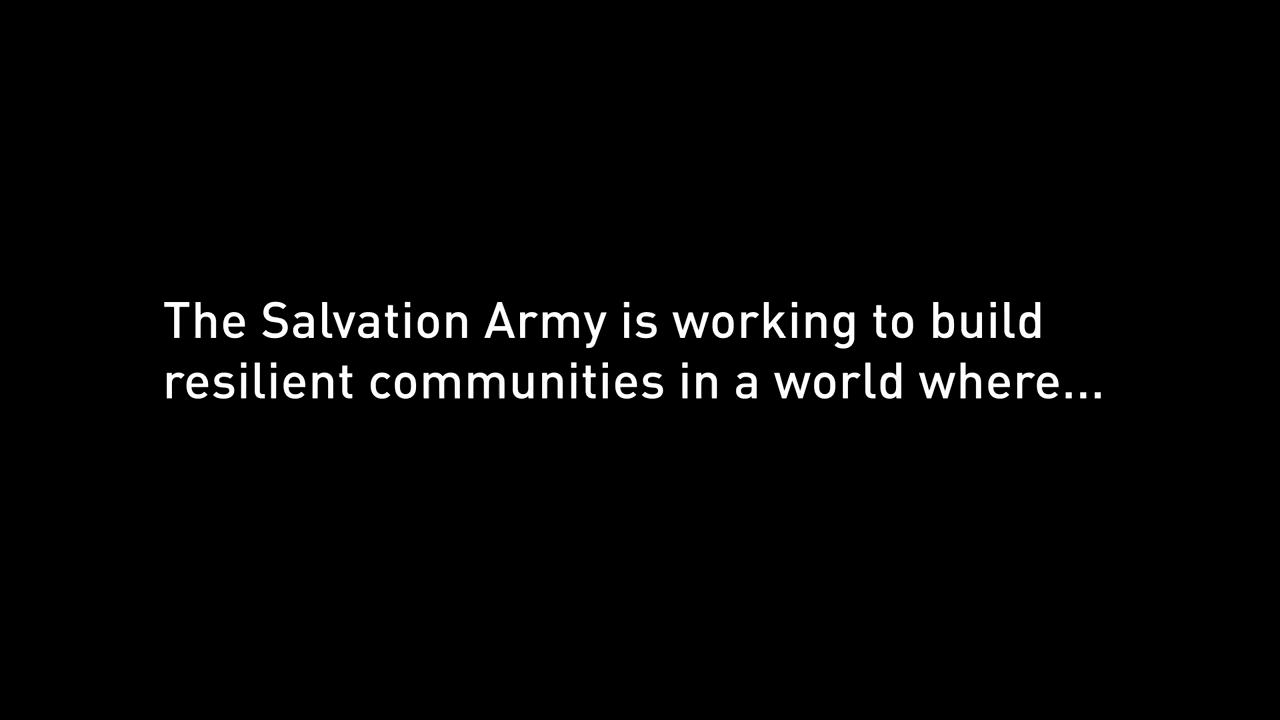 The Salvation Army is working to build
resilient communities in a world where...